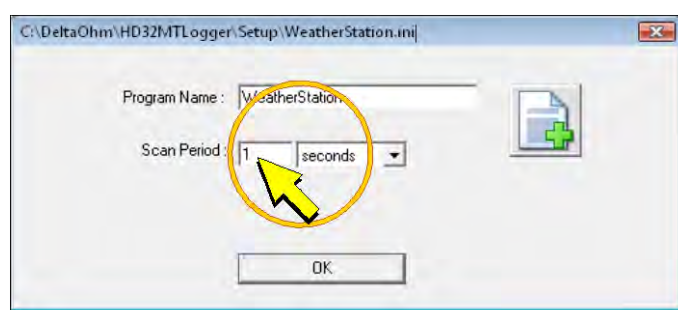 C:\DeltaOhm\HD32MTLogger\Setup\WeatherStation.ini
Program Name : WeatherStation
Scan Period : 1 seconds
OK